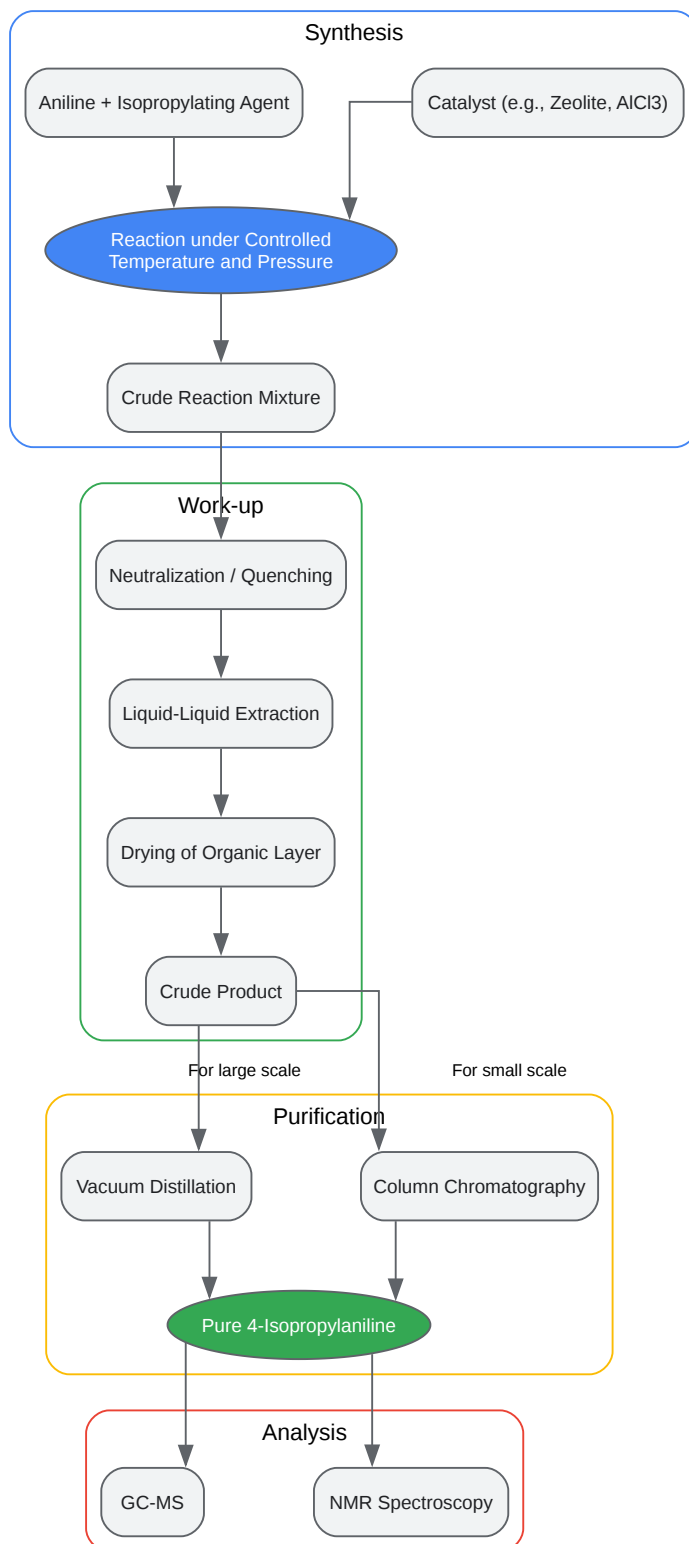 Synthesis
Aniline + Isopropylating Agent
Catalyst (e.g., Zeolite, AlCl3)
Reaction under Controlled
Temperature and Pressure
Crude Reaction Mixture
Work-up
Neutralization / Quenching
Liquid-Liquid Extraction
Drying of Organic Layer
Crude Product
For large scale
For small scale
Purification
Vacuum Distillation
Column Chromatography
Pure 4-Isopropylaniline
Analysis
GC-MS
NMR Spectroscopy